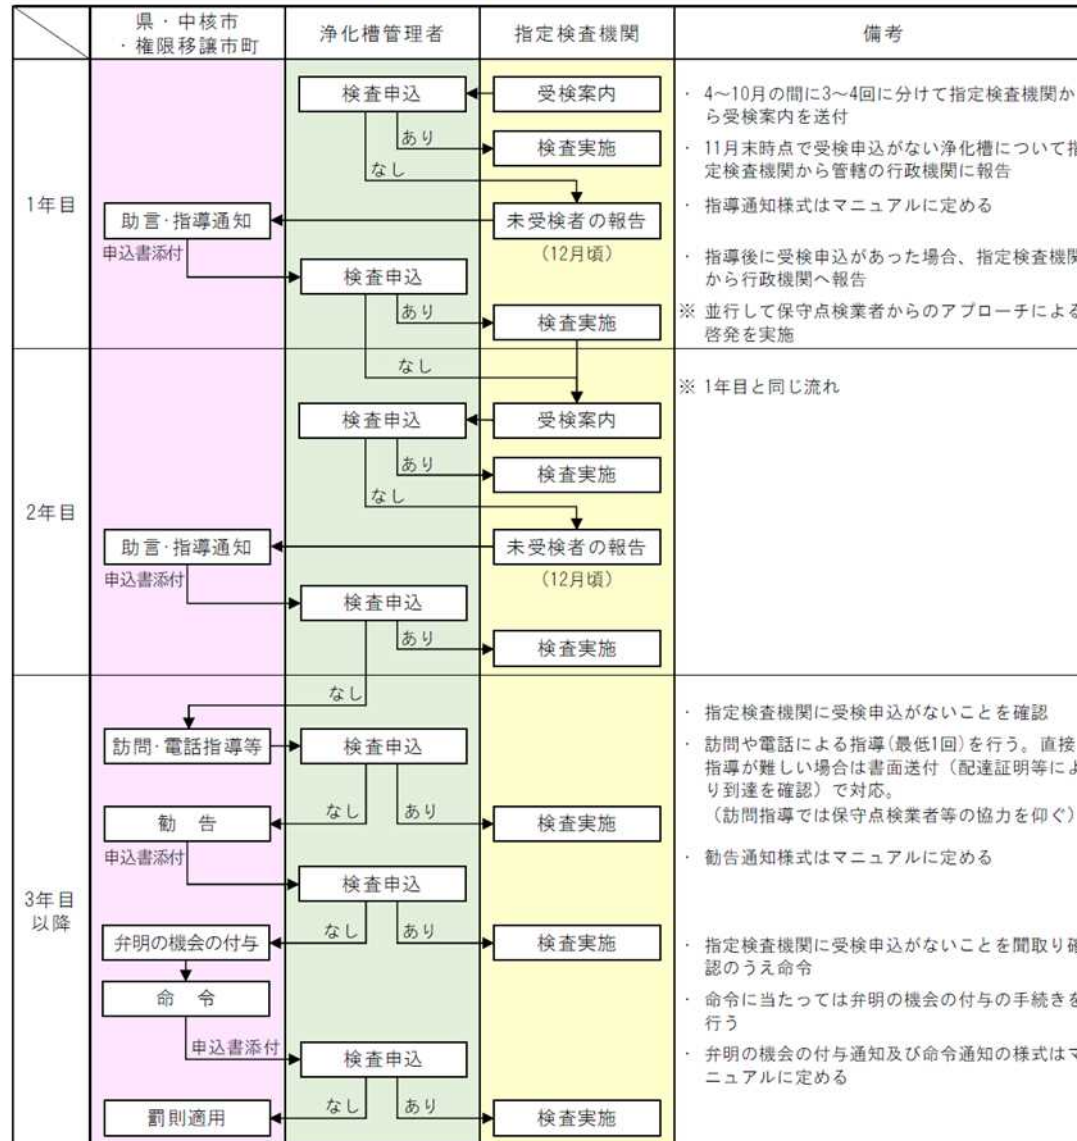 県・中核市
・権限移譲市町
浄化槽管理者
指定検査機関
備考
1年目
検査申込
受検案内
あり
検査実施
なし
助言・指導通知
未受検者の報告
申込書添付
(12月頃)
検査申込
あり
検査実施
・ 4～10月の間に3～4回に分けて指定検査機関か
ら受検案内を送付
・ 11月末時点で受検申込がない浄化槽について指
定検査機関から管轄の行政機関に報告
・ 指導通知様式はマニュアルに定める
・ 指導後に受検申込があった場合、指定検査機関
から行政機関へ報告
※ 並行して保守点検業者からのアプローチによる
啓発を実施
2年目
なし
検査申込
受検案内
あり
検査実施
なし
助言・指導通知
未受検者の報告
申込書添付
(12月頃)
検査申込
あり
検査実施
※ 1年目と同じ流れ
3年目
以降
なし
訪問・電話指導等
検査申込
なし
あり
勧 告
検査実施
申込書添付
検査申込
なし
あり
弁明の機会の付与
検査実施
命 令
申込書添付
検査申込
なし
あり
罰則適用
検査実施
・ 指定検査機関に受検申込がないことを確認
・ 訪問や電話による指導(最低1回)を行う。直接
指導が難しい場合は書面送付（配達証明等によ
り到達を確認）で対応。
（訪問指導では保守点検業者等の協力を仰ぐ）
・ 勧告通知様式はマニュアルに定める
・ 指定検査機関に受検申込がないことを聞取り確
認のうえ命令
・ 命令に当たっては弁明の機会の付与の手続きを
行う
・ 弁明の機会の付与通知及び命令通知の様式はマ
ニュアルに定める